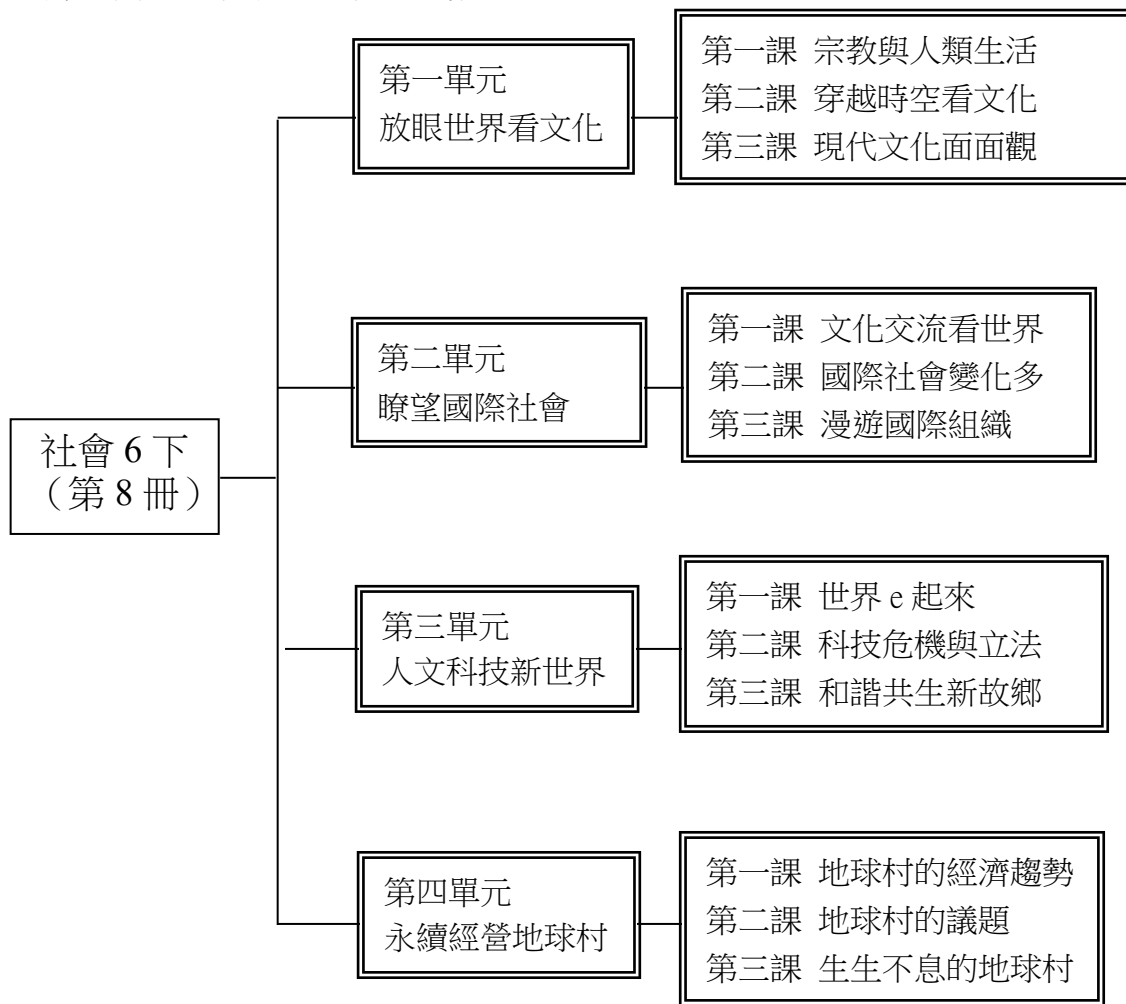 社會 6 下
（第 8 冊）
第一單元
放眼世界看文化
第一課 宗教與人類生活
第二課 穿越時空看文化
第三課 現代文化面面觀
第二單元
瞭望國際社會
第一課 文化交流看世界
第二課 國際社會變化多
第三課 漫遊國際組織
第三單元
人文科技新世界
第一課 世界 e 起來
第二課 科技危機與立法
第三課 和諧共生新故鄉
第四單元
永續經營地球村
第一課 地球村的經濟趨勢
第二課 地球村的議題
第三課 生生不息的地球村